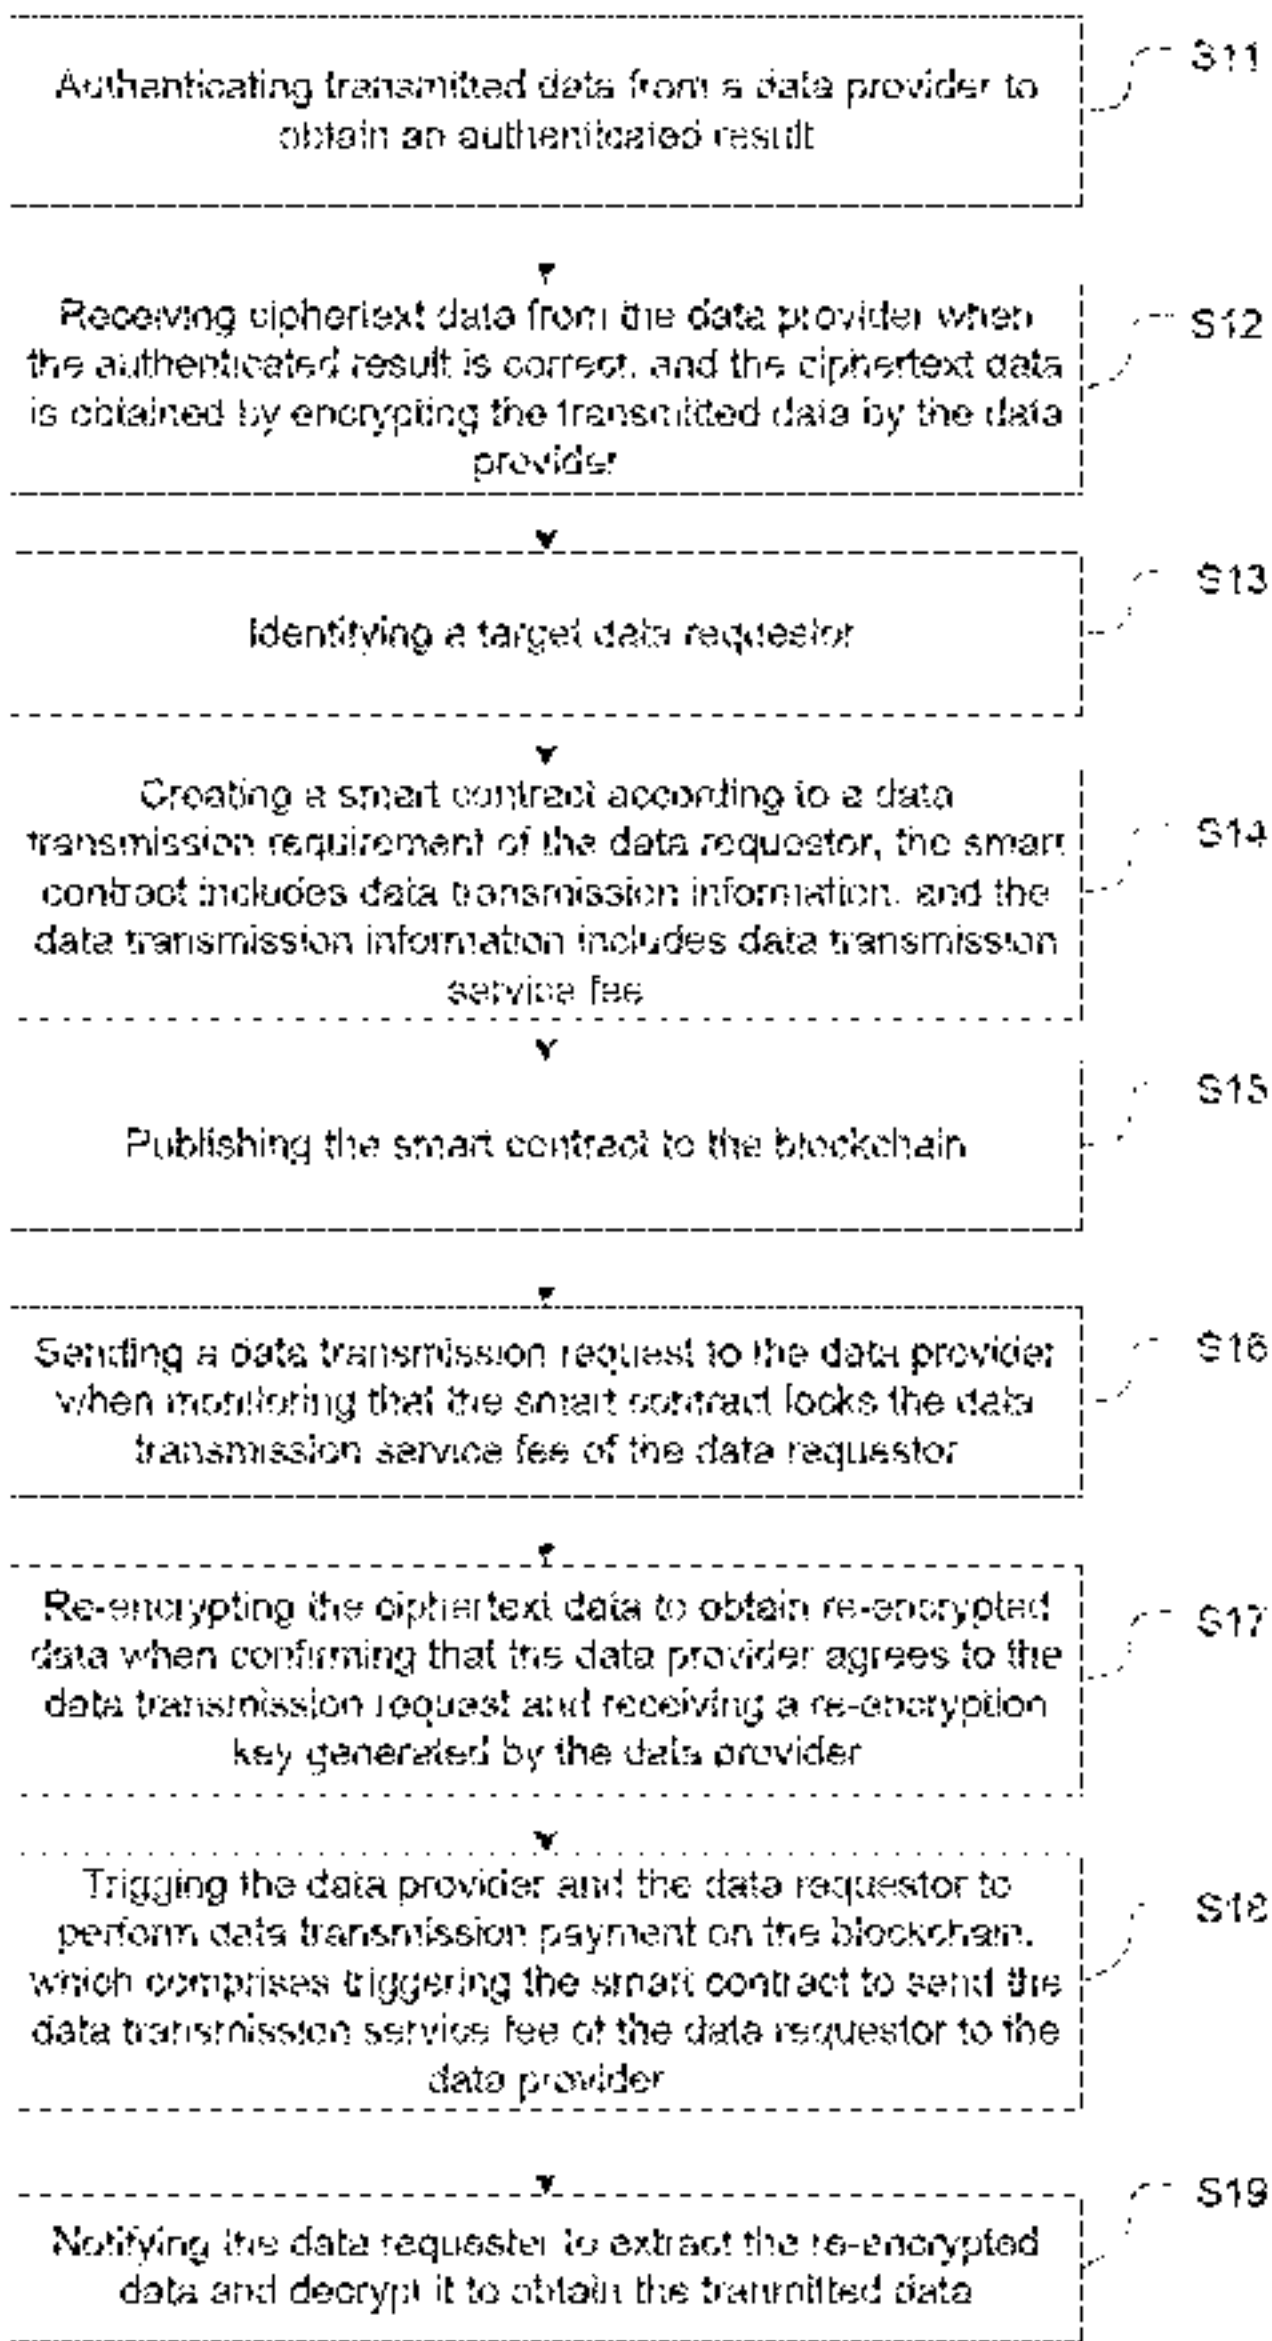 Authenticating transmitted data from a data provider to
obtain an authenticated result
S11
Receiving ciphertext data from the data provider when
the authenticated result is correct, and the ciphertext data
is obtained by encrypting the transmitted data by the data
provider
S12
Identifying a target data requestor
S13
Creating a smart contract according to a data
transmission requirement of the data requestor, the smart
contract includes data transmission information, and the
data transmission information includes data transmission
service fee
S14
Publishing the smart contract to the blockchain
S15
Sending a data transmission request to the data provider
when monitoring that the smart contract locks the data
transmission service fee of the data requestor
S16
Re-encrypting the ciphertext data to obtain re-encrypted
data when confirming that the data provider agrees to the
data transmission request and receiving a re-encryption
key generated by the data provider
S17
Trigging the data provider and the data requestor to
perform data transmission payment on the blockchain,
which comprises triggering the smart contract to send the
data transmission service fee of the data requestor to the
data provider
S18
Notifying the data requester to extract the re-encrypted
data and decrypt it to obtain the tranmitted data
S19